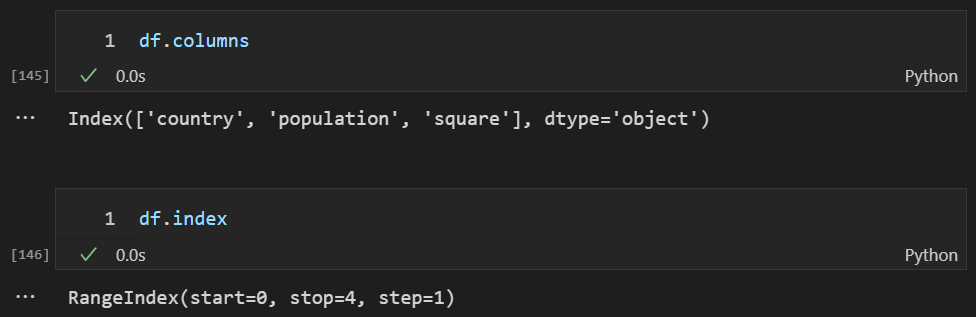 1 df.columns
[145] ✓ 0.0s Python
... Index(['country', 'population', 'square'], dtype='object')
1 df.index
[146] ✓ 0.0s Python
... RangeIndex(start=0, stop=4, step=1)